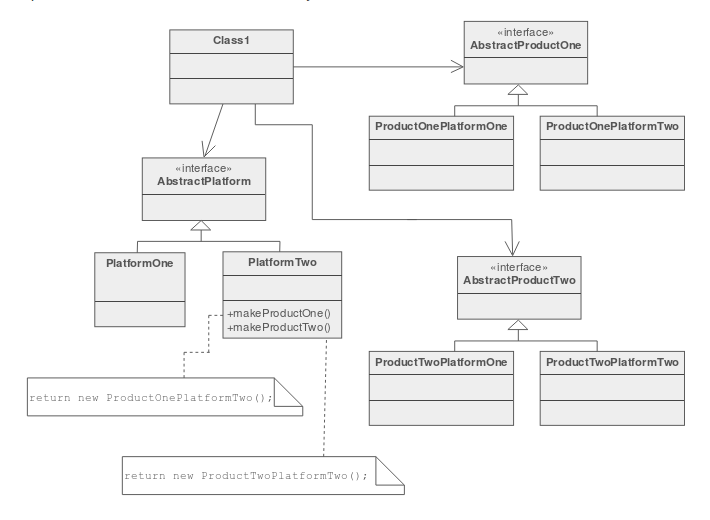 Class1
«interface»
AbstractProductOne
ProductOnePlatformOne
ProductOnePlatformTwo
«interface»
AbstractPlatform
PlatformOne
PlatformTwo
+makeProductOne()
+makeProductTwo()
«interface»
AbstractProductTwo
ProductTwoPlatformOne
ProductTwoPlatformTwo
return new ProductOnePlatformTwo();
return new ProductTwoPlatformTwo();